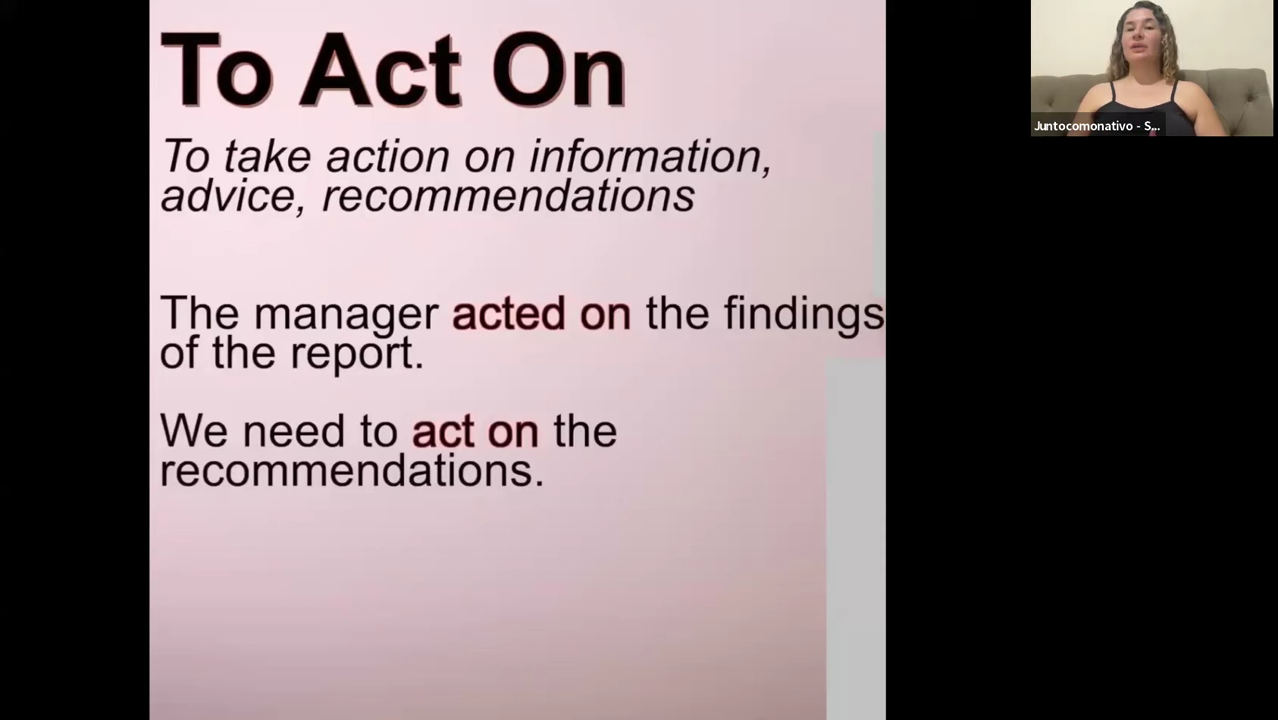 To Act On
To take action on information,
advice, recommendations
The manager acted on the findings
of the report.
We need to act on the
recommendations.
Juntocomonativo - S...